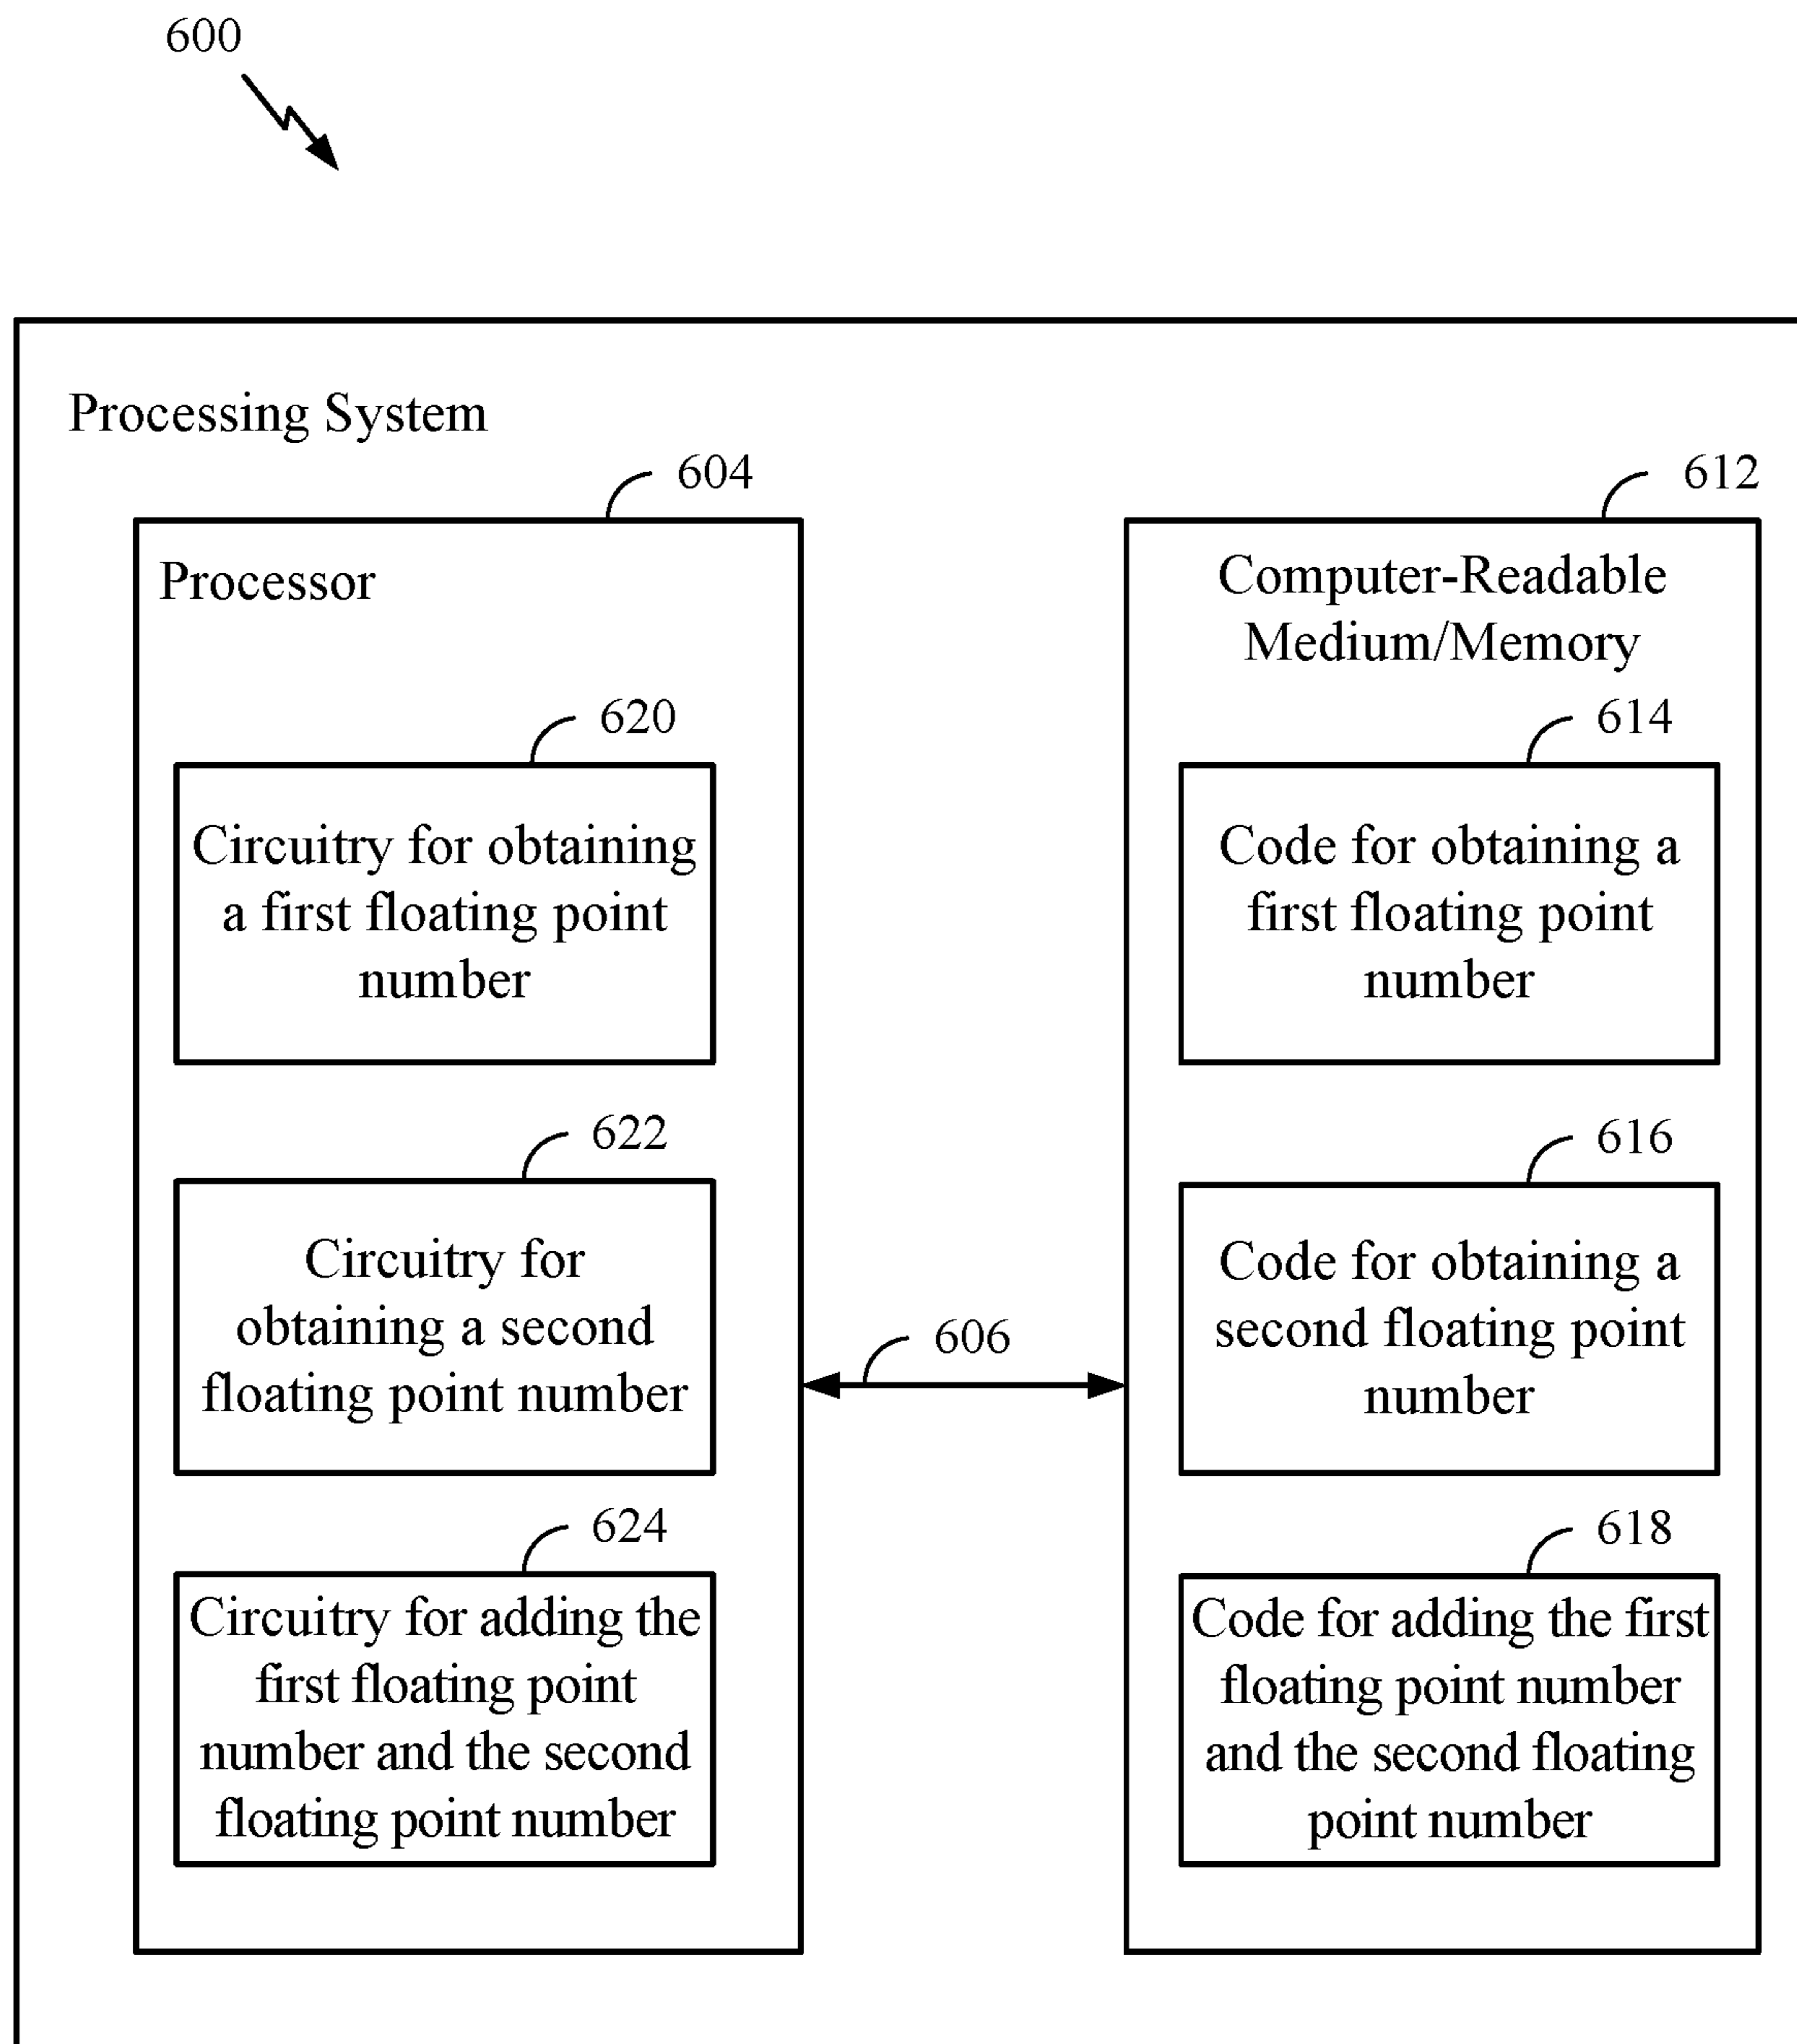 600
Processing System
604
Processor
620
Circuitry for obtaining
a first floating point
number
622
Circuitry for
obtaining a second
floating point number
624
Circuitry for adding the
first floating point
number and the second
floating point number
606
612
Computer-Readable
Medium/Memory
614
Code for obtaining a
first floating point
number
616
Code for obtaining a
second floating point
number
618
Code for adding the first
floating point number
and the second floating
point number